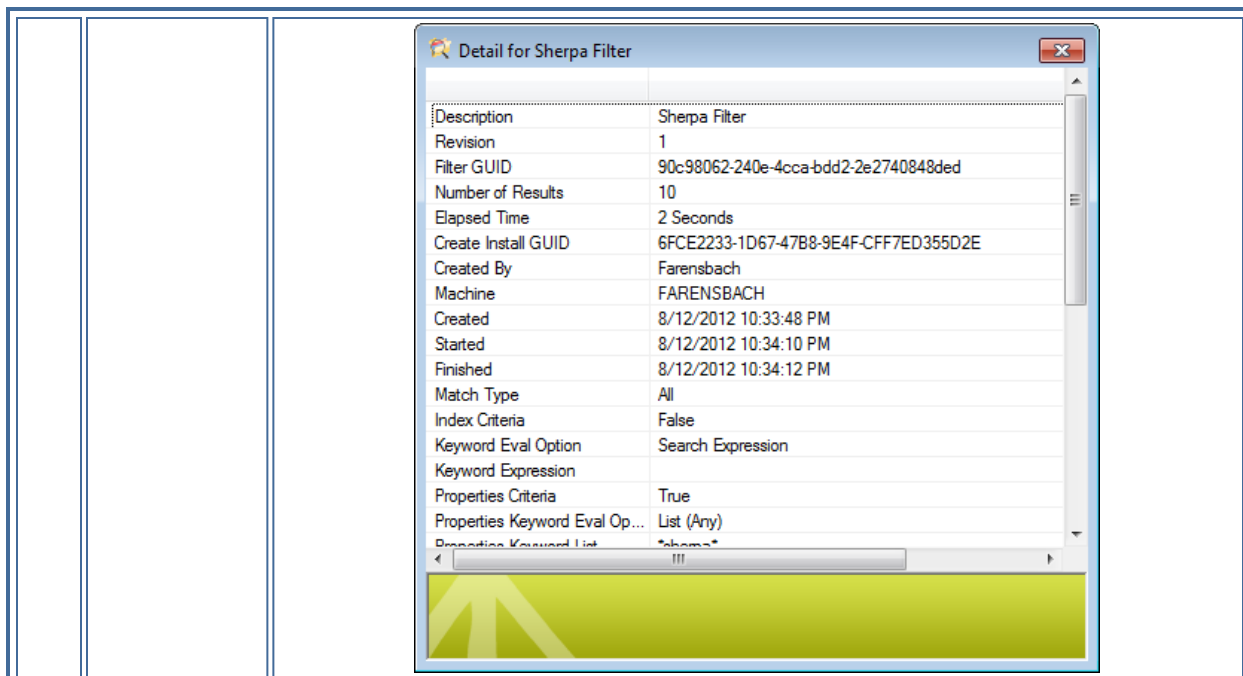 Detail for Sherpa Filter
Description Sherpa Filter
Revision 1
Filter GUID 90c98062-240e-4cca-bdd2-2e2740848ded
Number of Results 10
Elapsed Time 2 Seconds
Create Install GUID 6FCE2233-1D67-47B8-9E4F-CFF7ED355D2E
Created By Farensbach
Machine FARENSBACH
Created 8/12/2012 10:33:48 PM
Started 8/12/2012 10:34:10 PM
Finished 8/12/2012 10:34:12 PM
Match Type All
Index Criteria False
Keyword Eval Option Search Expression
Keyword Expression
Properties Criteria True
Properties Keyword Eval Op... List (Any)
Properties Keyword List *sherpa*